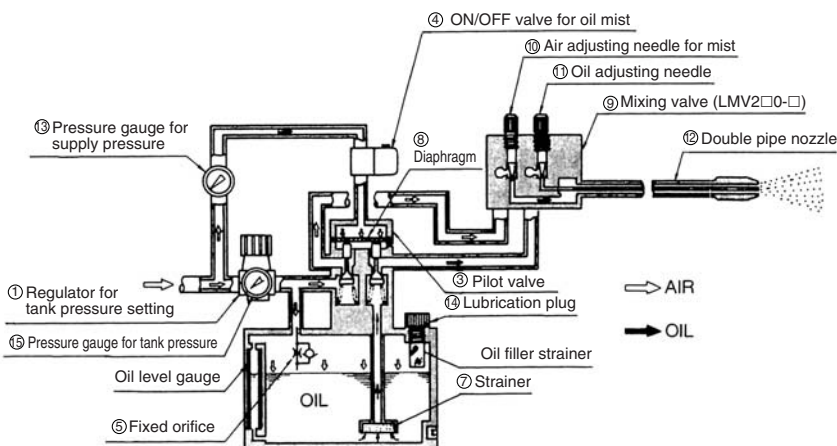 ④ ON/OFF valve for oil mist
⑩ Air adjusting needle for mist
⑪ Oil adjusting needle
⑨ Mixing valve (LMV2□0-□)
⑬ Pressure gauge for
supply pressure
⑧
Diaphragm
⑫ Double pipe nozzle
① Regulator for
tank pressure setting
③ Pilot valve
⑭ Lubrication plug
AIR
⑮ Pressure gauge for tank pressure
OIL
Oil level gauge
Oil filler strainer
OIL
⑦ Strainer
⑤ Fixed orifice